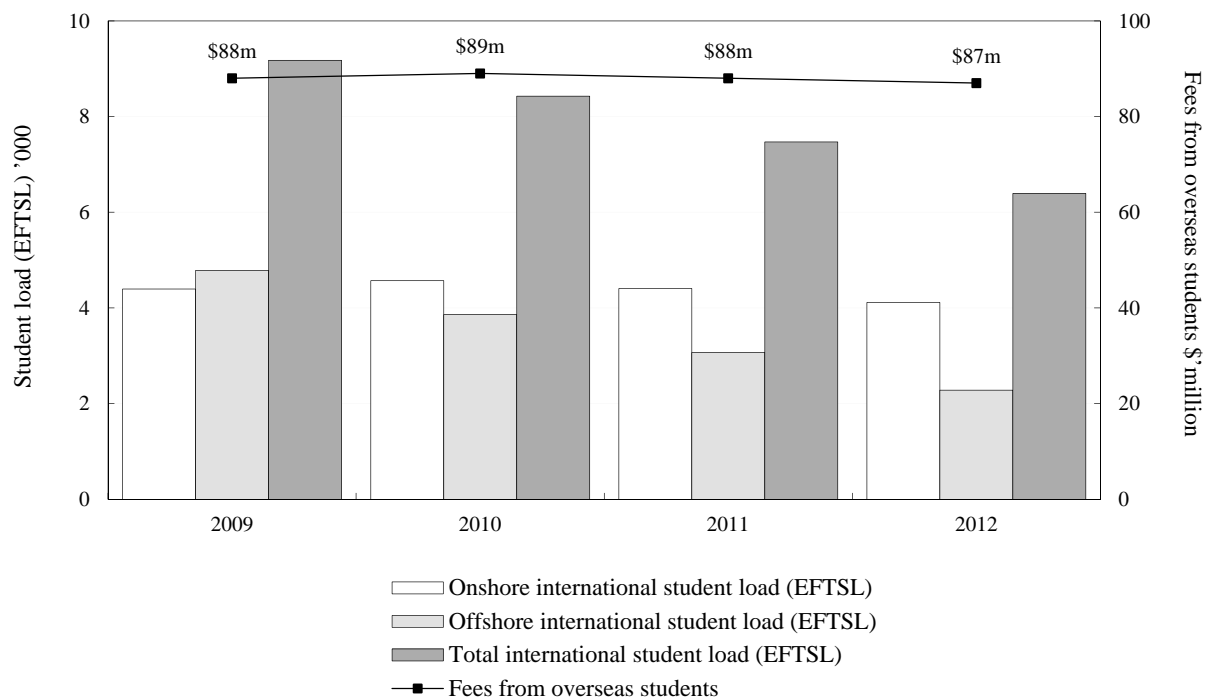 10
100
$88m
$89m
$88m
$87m
8
80
6
60
4
40
2
20
0
0
Student load (EFTSL) ’000
Fees from overseas students $’million
2009
2010
2011
2012
Onshore international student load (EFTSL)
Offshore international student load (EFTSL)
Total international student load (EFTSL)
Fees from overseas students